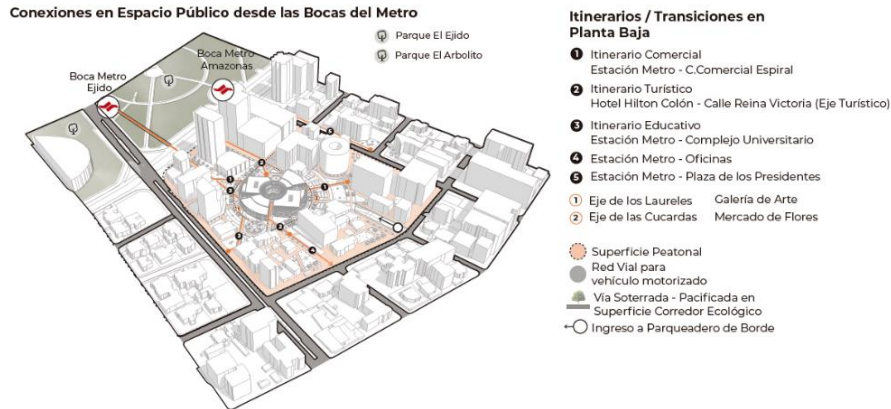 Conexiones en Espacio Público desde las Bocas del Metro
Parque El Ejido
Parque El Arbolito
Boca Metro
Amazonas
Boca Metro
Ejido
Itinerarios / Transiciones en
Planta Baja
1 Itinerario Comercial
Estación Metro - C.Comercial Espiral
2 Itinerario Turístico
Hotel Hilton Colón - Calle Reina Victoria (Eje Turístico)
3 Itinerario Educativo
Estación Metro - Complejo Universitario
4 Estación Metro - Oficinas
5 Estación Metro - Plaza de los Presidentes
1 Eje de los Laureles Galería de Arte
2 Eje de las Cucardas Mercado de Flores
Superficie Peatonal
Red Vial para
vehículo motorizado
Vía Soterrada - Pacificada en
Superficie Corredor Ecológico
Ingreso a Parqueadero de Borde